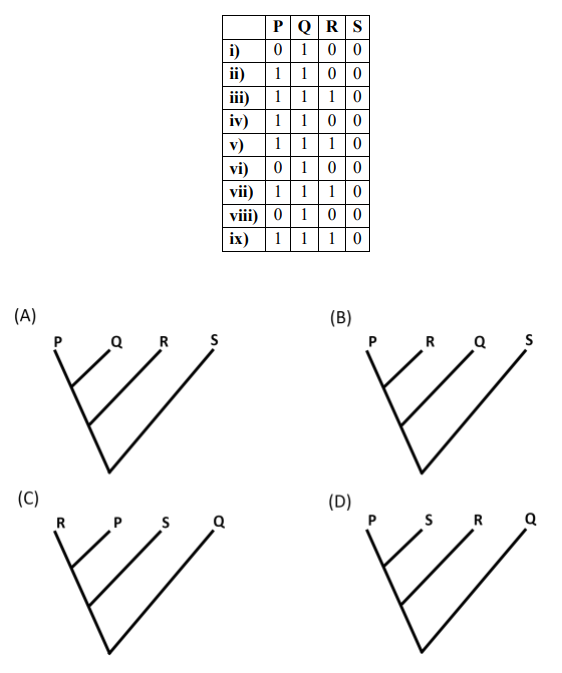 P Q R S
i) 0 1 0 0
ii) 1 1 0 0
iii) 1 1 1 0
iv) 1 1 0 0
v) 1 1 1 0
vi) 0 1 0 0
vii) 1 1 1 0
viii) 0 1 0 0
ix) 1 1 1 0
(A)
P Q R S
(B)
P R Q S
(C)
R P S Q
(D)
P S R Q